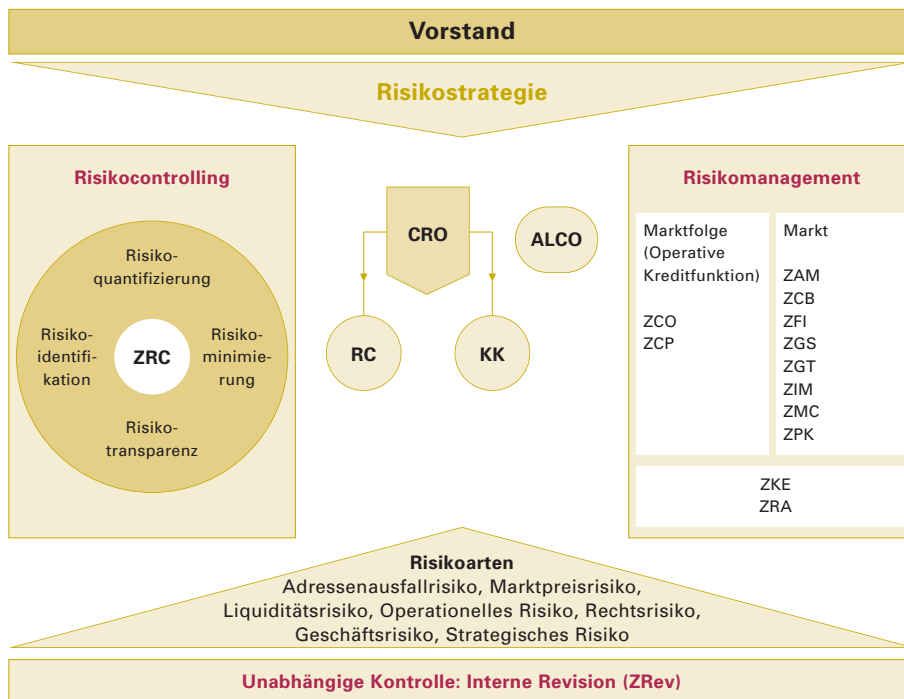 Vorstand
Risikostrategie
Risikocontrolling
Risiko-
quantifizierung
Risiko-
identifi-
kation
ZRC
Risiko-
minimie-
rung
Risiko-
transparenz
CRO
ALCO
RC
KK
Risikomanagement
Marktfolge
(Operative
Kreditfunktion)
ZCO
ZCP
Markt
ZAM
ZCB
ZFI
ZGS
ZGT
ZIM
ZMC
ZPK
ZKE
ZRA
Risikoarten
Adressenausfallrisiko, Marktpreisrisiko,
Liquiditätsrisiko, Operationelles Risiko, Rechtsrisiko,
Geschäftsrisiko, Strategisches Risiko
Unabhängige Kontrolle: Interne Revision (ZRev)